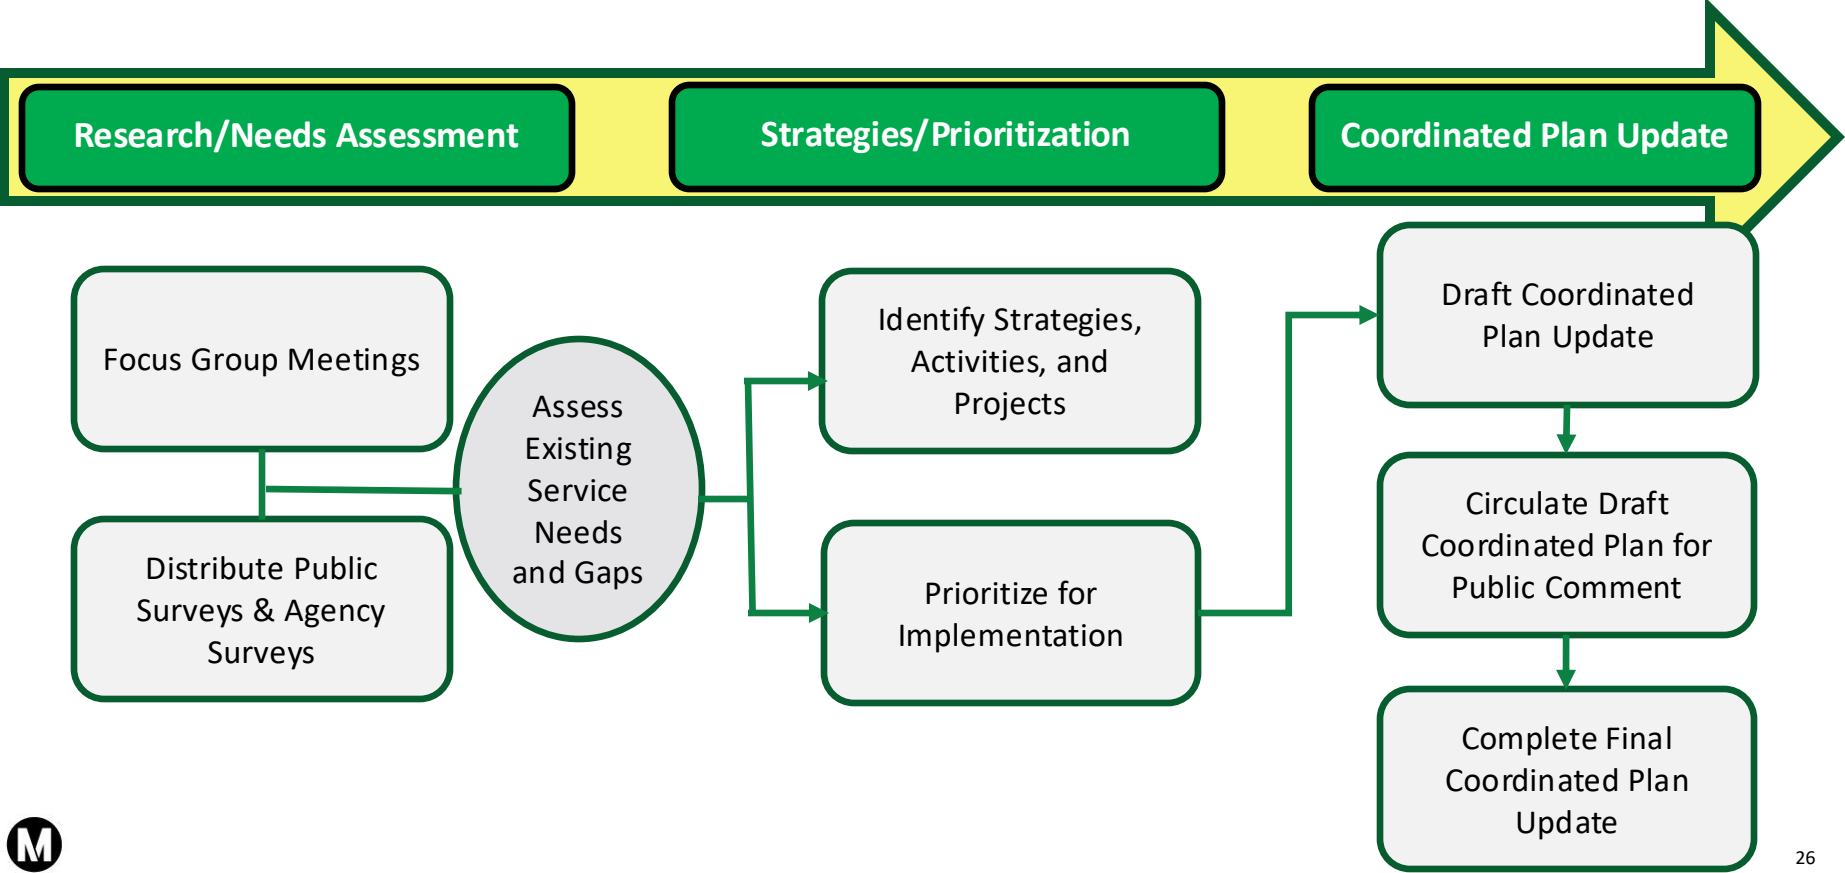 Research/Needs Assessment
Strategies/Prioritization
Coordinated Plan Update
Focus Group Meetings
Distribute Public
Surveys & Agency
Surveys
Assess
Existing
Service
Needs
and Gaps
Identify Strategies,
Activities, and
Projects
Prioritize for
Implementation
Draft Coordinated
Plan Update
Circulate Draft
Coordinated Plan for
Public Comment
Complete Final
Coordinated Plan
Update
M
26